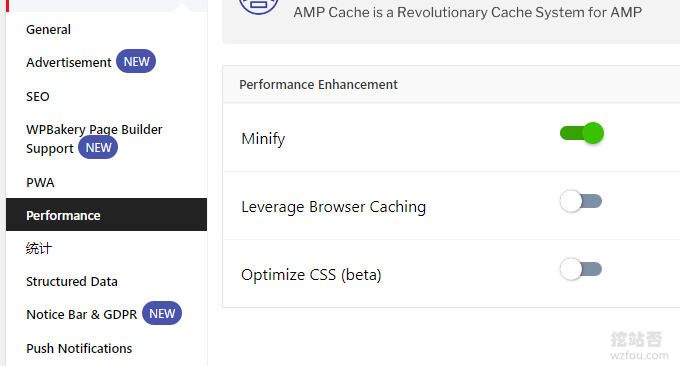 AMP Cache is a Revolutionary Cache System for AMP
General
Advertisement NEW
SEO
WPBakery Page Builder
Support NEW
PWA
Performance
统计
Structured Data
Notice Bar & GDPR NEW
Push Notifications
Performance Enhancement
Minify
Leverage Browser Caching
Optimize CSS (beta)
挖站否
wzfou.com